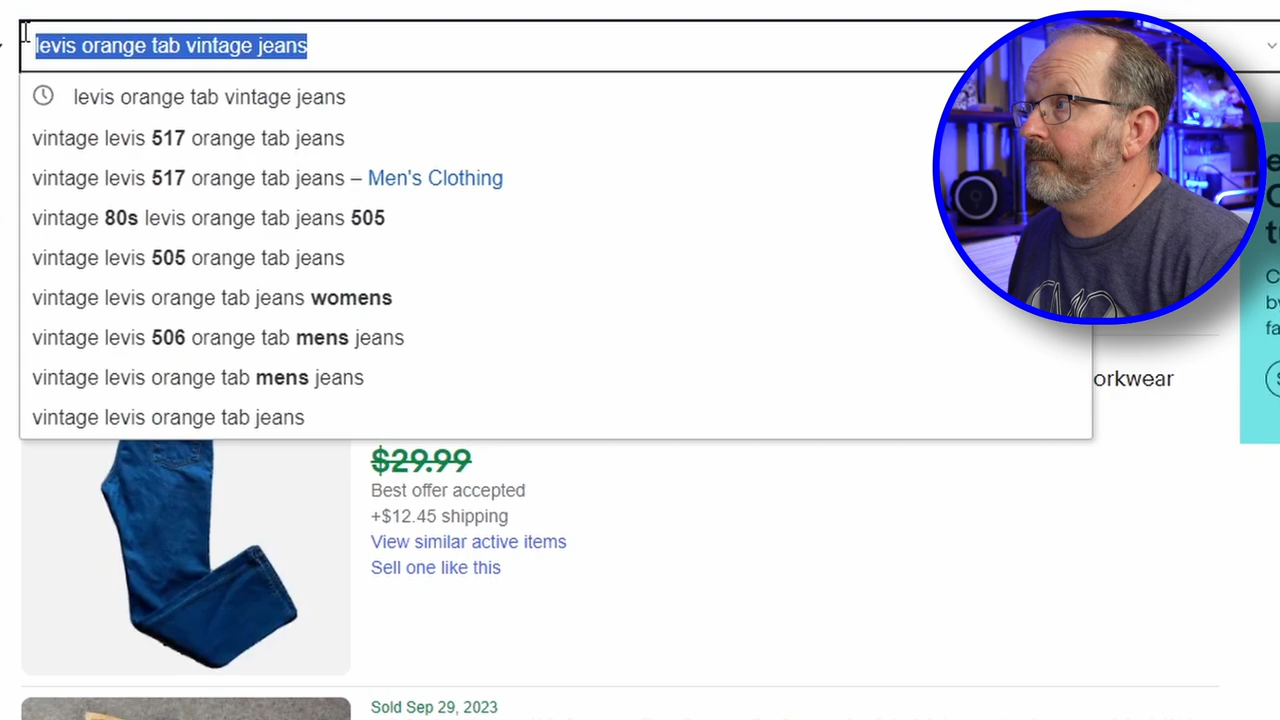 levis orange tab vintage jeans
levis orange tab vintage jeans
vintage levis 517 orange tab jeans
vintage levis 517 orange tab jeans – Men's Clothing
vintage 80s levis orange tab jeans 505
vintage levis 505 orange tab jeans
vintage levis orange tab jeans womens
vintage levis 506 orange tab mens jeans
vintage levis orange tab mens jeans
vintage levis orange tab jeans
orkwear
$29.99
Best offer accepted
+$12.45 shipping
View similar active items
Sell one like this
Sold Sep 29, 2023